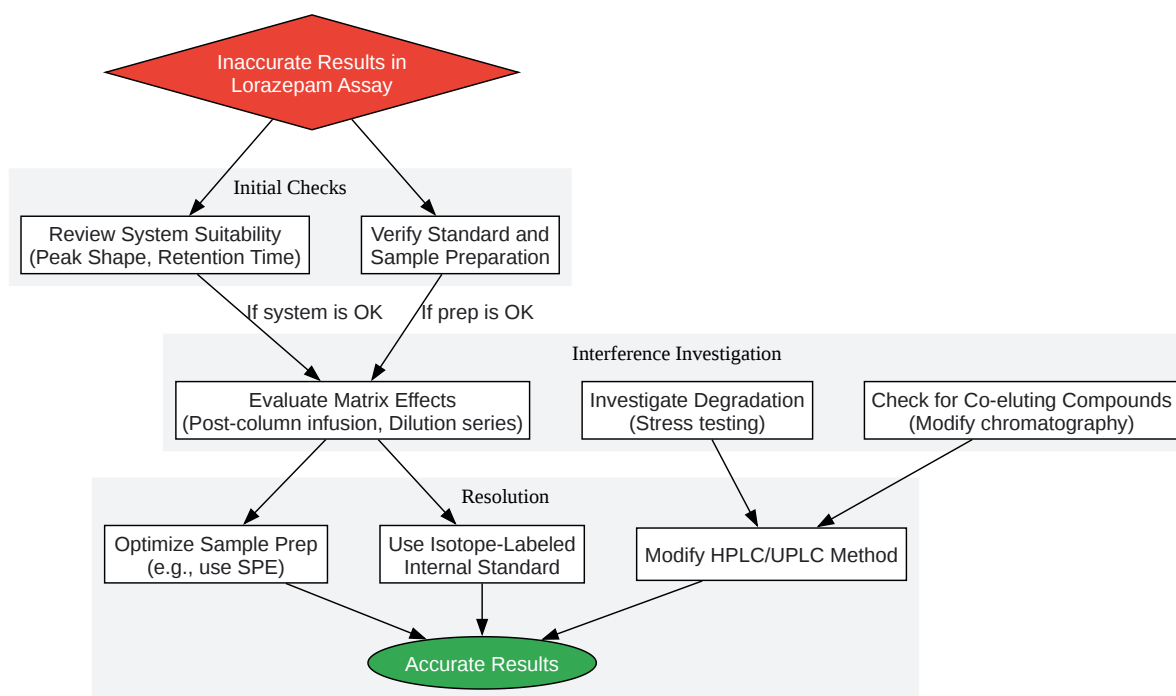 Inaccurate Results in
Lorazepam Assay
Initial Checks
Review System Suitability
(Peak Shape, Retention Time)
Verify Standard and
Sample Preparation
If system is OK
If prep is OK
Interference Investigation
Evaluate Matrix Effects
(Post-column infusion, Dilution series)
Investigate Degradation
(Stress testing)
Check for Co-eluting Compounds
(Modify chromatography)
Resolution
Optimize Sample Prep
(e.g., use SPE)
Use Isotope-Labeled
Internal Standard
Modify HPLC/UPLC Method
Accurate Results